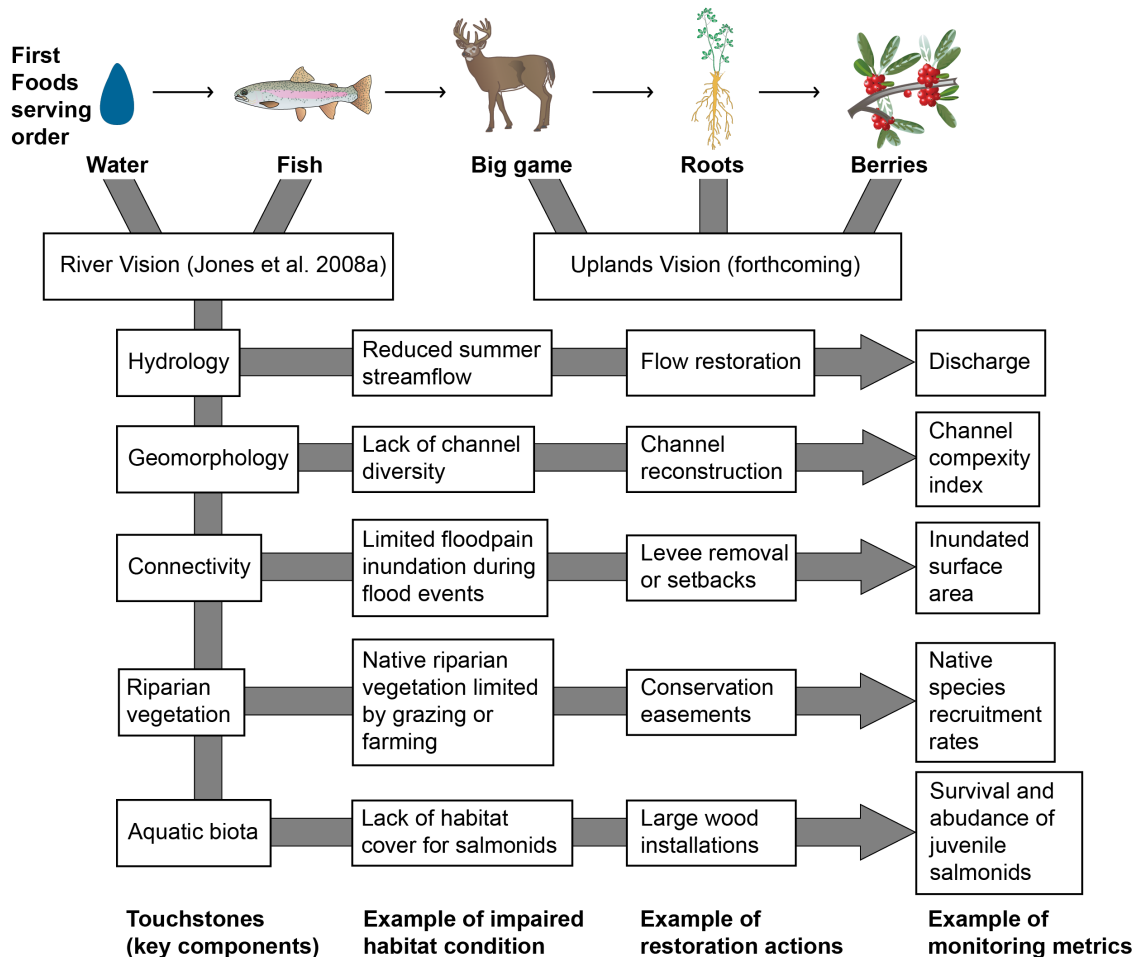 First
Foods
serving
order
Water
Fish
Big game
Roots
Berries
River Vision (Jones et al. 2008a)
Uplands Vision (forthcoming)
Hydrology
Reduced summer
streamflow
Flow restoration
Discharge
Geomorphology
Lack of channel
diversity
Channel
reconstruction
Channel
compexity
index
Connectivity
Limited floodpain
inundation during
flood events
Levee removal
or setbacks
Inundated
surface
area
Riparian
vegetation
Native riparian
vegetation limited
by grazing or
farming
Conservation
easements
Native
species
recruitment
rates
Aquatic biota
Lack of habitat
cover for salmonids
Large wood
installations
Survival and
abudance of
juvenile
salmonids
Touchstones
(key components)
Example of impaired
habitat condition
Example of
restoration actions
Example of
monitoring metrics